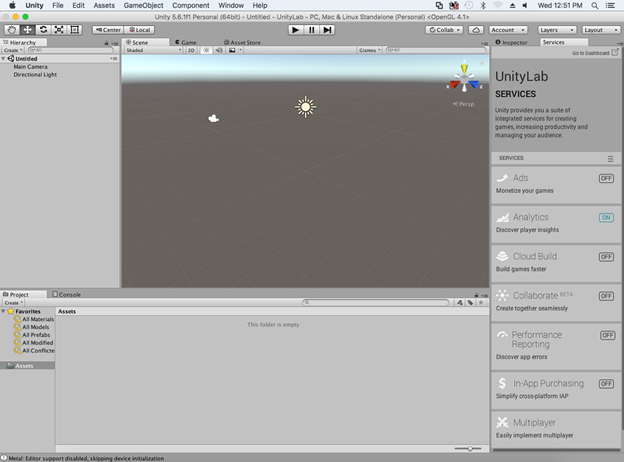 Unity File Edit Assets GameObject Component Window Help Wed 12:51 PM
Unity 5.6.1f1 Personal (64bit) - Untitled - UnityLab - PC, Mac & Linux Standalone (Personal) <OpenGL 4.1>
Center Local Collab Account Layers Layout
Hierarchy Scene Game Asset Store Inspector Services
Create All Shaded 2D Gizmos All Go to Dashboard
Untitled
Main Camera
Directional Light
Persp
UnityLab
SERVICES
Unity provides you a suite of
integrated services for creating
games, increasing productivity and
managing your audience.
SERVICES
Ads OFF
Monetize your games
Analytics ON
Discover player insights
Cloud Build OFF
Build games faster
Collaborate BETA OFF
Create together seamlessly
Performance
Reporting OFF
Discover app errors
In-App Purchasing OFF
Simplify cross-platform IAP
Multiplayer
Easily implement multiplayer
Project Console
Create
Favorites
All Materials
All Models
All Prefabs
All Modified
All Conflicte
Assets
Assets
This folder is empty
Metal: Editor support disabled, skipping device initialization